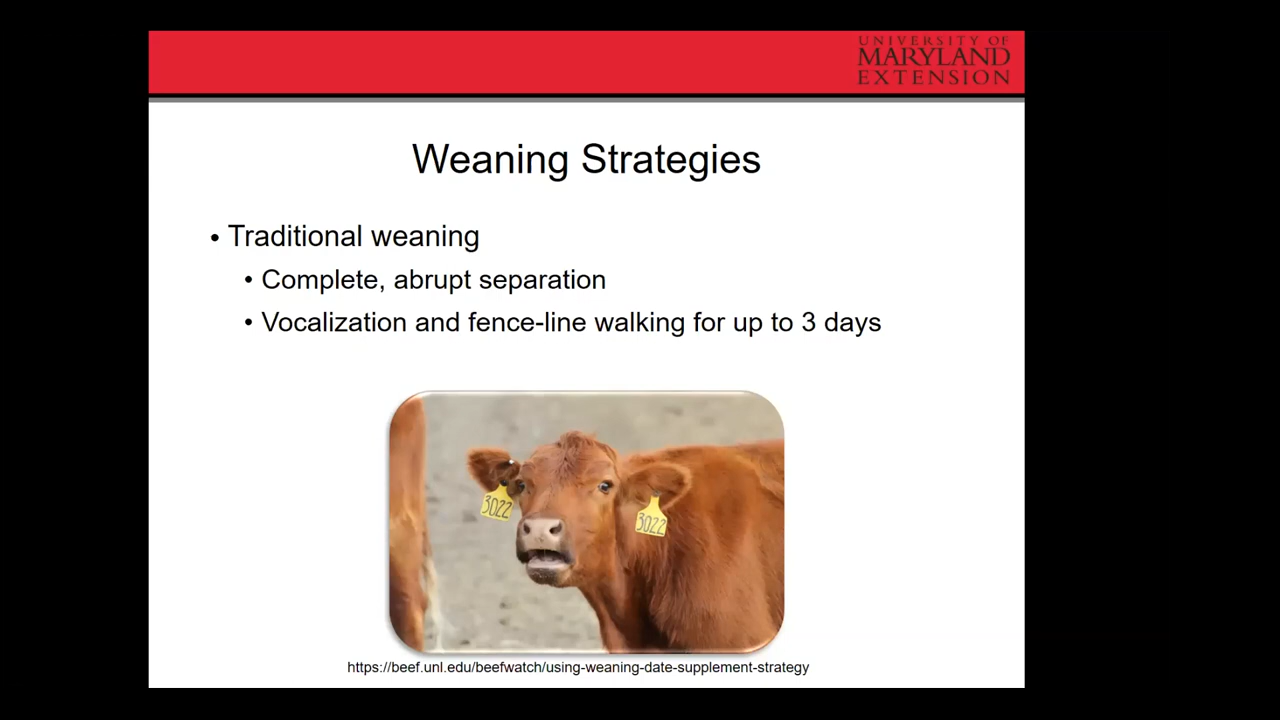 UNIVERSITY OF
MARYLAND
EXTENSION
Weaning Strategies
• Traditional weaning
• Complete, abrupt separation
• Vocalization and fence-line walking for up to 3 days
3022
3022
https://beef.unl.edu/beefwatch/using-weaning-date-supplement-strategy